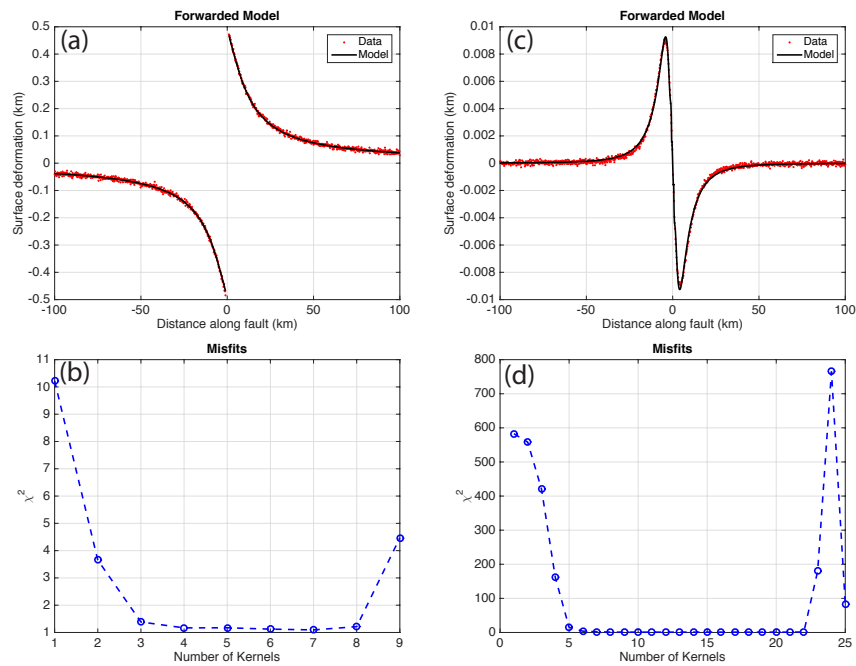 Forwarded Model
(a)
Data
Model
0.5
0.4
0.3
0.2
0.1
0
-0.1
-0.2
-0.3
-0.4
-0.5
Surface deformation (km)
-100 -50 0 50 100
Distance along fault (km)
Forwarded Model
(c)
Data
Model
0.01
0.008
0.006
0.004
0.002
0
-0.002
-0.004
-0.006
-0.008
-0.01
Surface deformation (km)
-100 -50 0 50 100
Distance along fault (km)
Misfits
(b)
11
10
9
8
7
6
5
4
3
2
1
χ²
1 2 3 4 5 6 7 8 9
Number of Kernels
Misfits
(d)
800
700
600
500
400
300
200
100
0
χ²
0 5 10 15 20 25
Number of Kernels